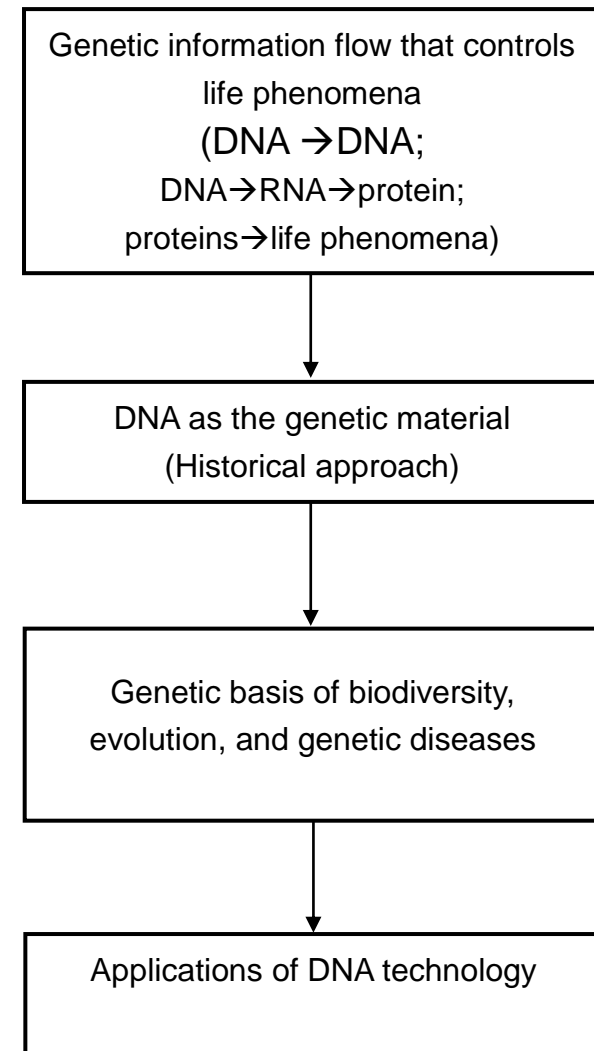 Genetic information flow that controls
life phenomena
(DNA →DNA;
DNA→RNA→protein;
proteins→life phenomena)
DNA as the genetic material
(Historical approach)
Genetic basis of biodiversity,
evolution, and genetic diseases
Applications of DNA technology